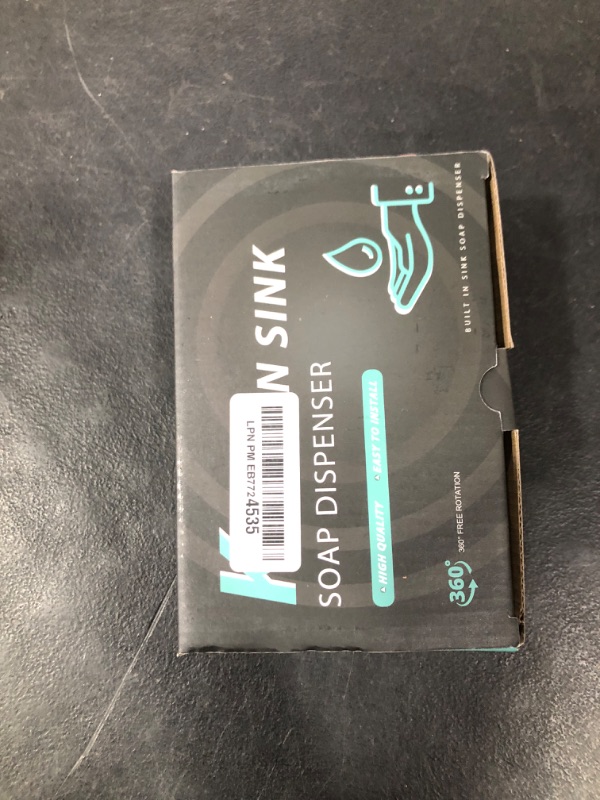 N SINK
LPN PM EB7724535
SOAP DISPENSER
▲HIGH QUALITY ▲EASY TO INSTALL
360°
360° FREE ROTATION
BUILT IN SINK SOAP DISPENSER